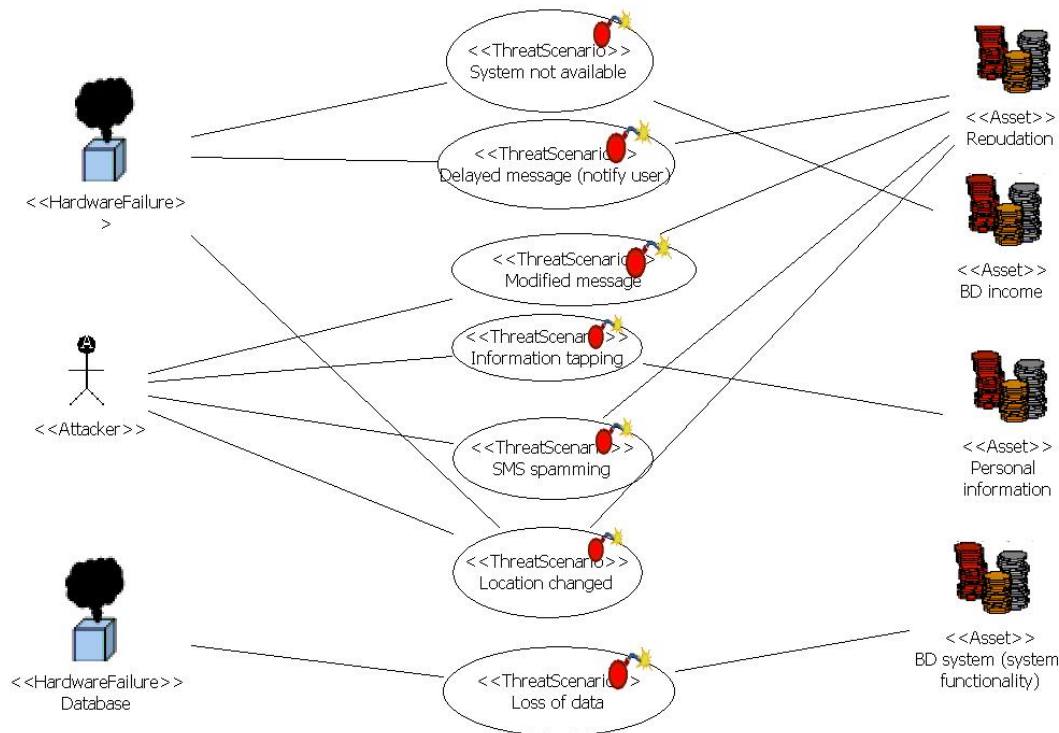 <<ThreatScenario>>
System not available
<<Asset>>
Repudation
<<ThreatScenario>>
Delayed message (notify user)
<<HardwareFailure>
>
<<ThreatScenario>>
Modified message
<<Asset>>
BD income
<<ThreatScenario>>
Information tapping
A
<<Attacker>>
<<ThreatScenario>>
SMS spamming
<<Asset>>
Personal
information
<<ThreatScenario>>
Location changed
<<HardwareFailure>>
Database
<<ThreatScenario>>
Loss of data
<<Asset>>
BD system (system
functionality)